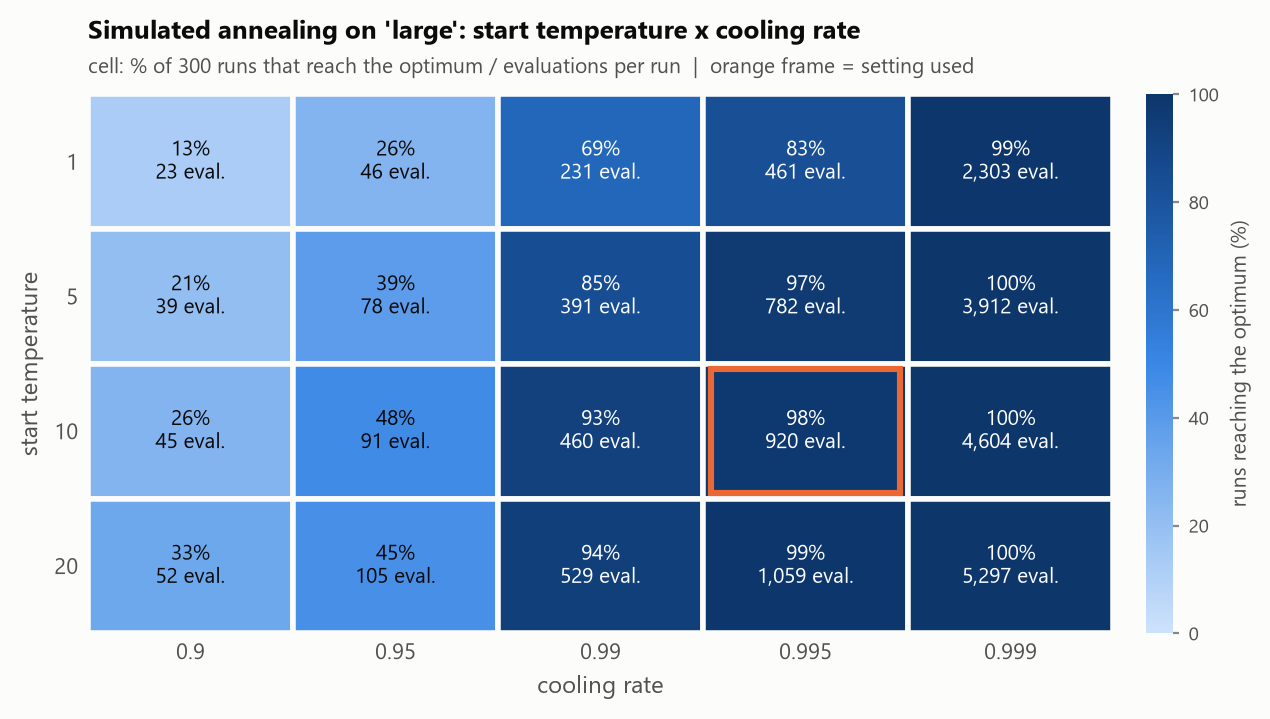 Simulated annealing on 'large': start temperature x cooling rate
cell: % of 300 runs that reach the optimum / evaluations per run | orange frame = setting used
start temperature
1
13%
23 eval.
26%
46 eval.
69%
231 eval.
83%
461 eval.
99%
2,303 eval.
5
21%
39 eval.
39%
78 eval.
85%
391 eval.
97%
782 eval.
100%
3,912 eval.
10
26%
45 eval.
48%
91 eval.
93%
460 eval.
98%
920 eval.
100%
4,604 eval.
20
33%
52 eval.
45%
105 eval.
94%
529 eval.
99%
1,059 eval.
100%
5,297 eval.
0.9
0.95
0.99
0.995
0.999
cooling rate
100
80
60
40
20
0
runs reaching the optimum (%)